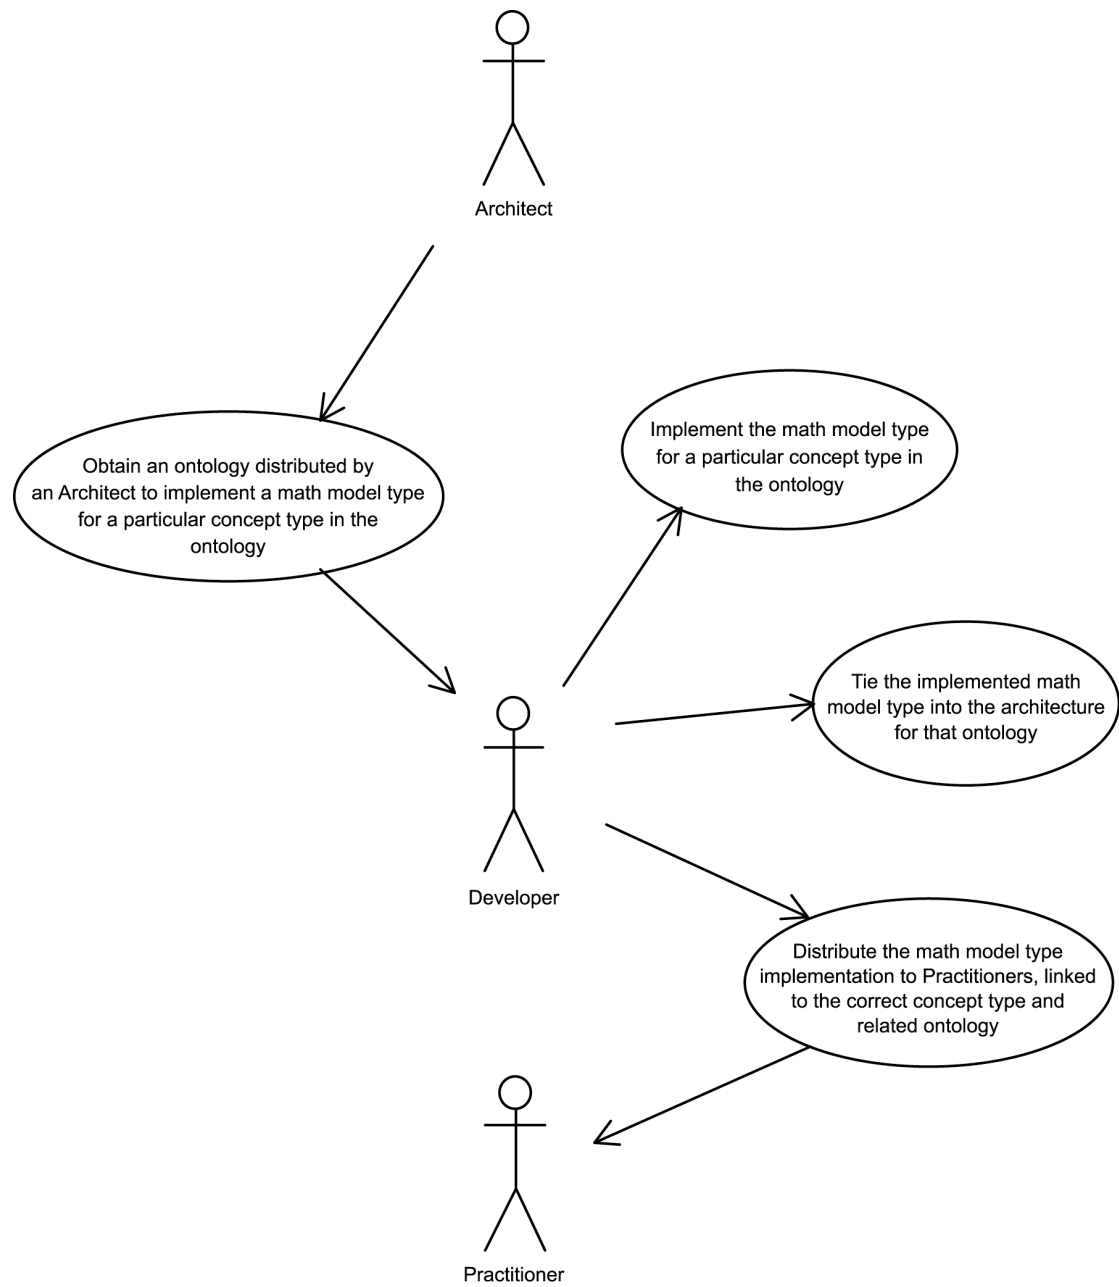 Architect
Implement the math model type
for a particular concept type in
the ontology
Obtain an ontology distributed by
an Architect to implement a math model type
for a particular concept type in the
ontology
Tie the implemented math
model type into the architecture
for that ontology
Developer
Distribute the math model type
implementation to Practitioners, linked
to the correct concept type and
related ontology
Practitioner